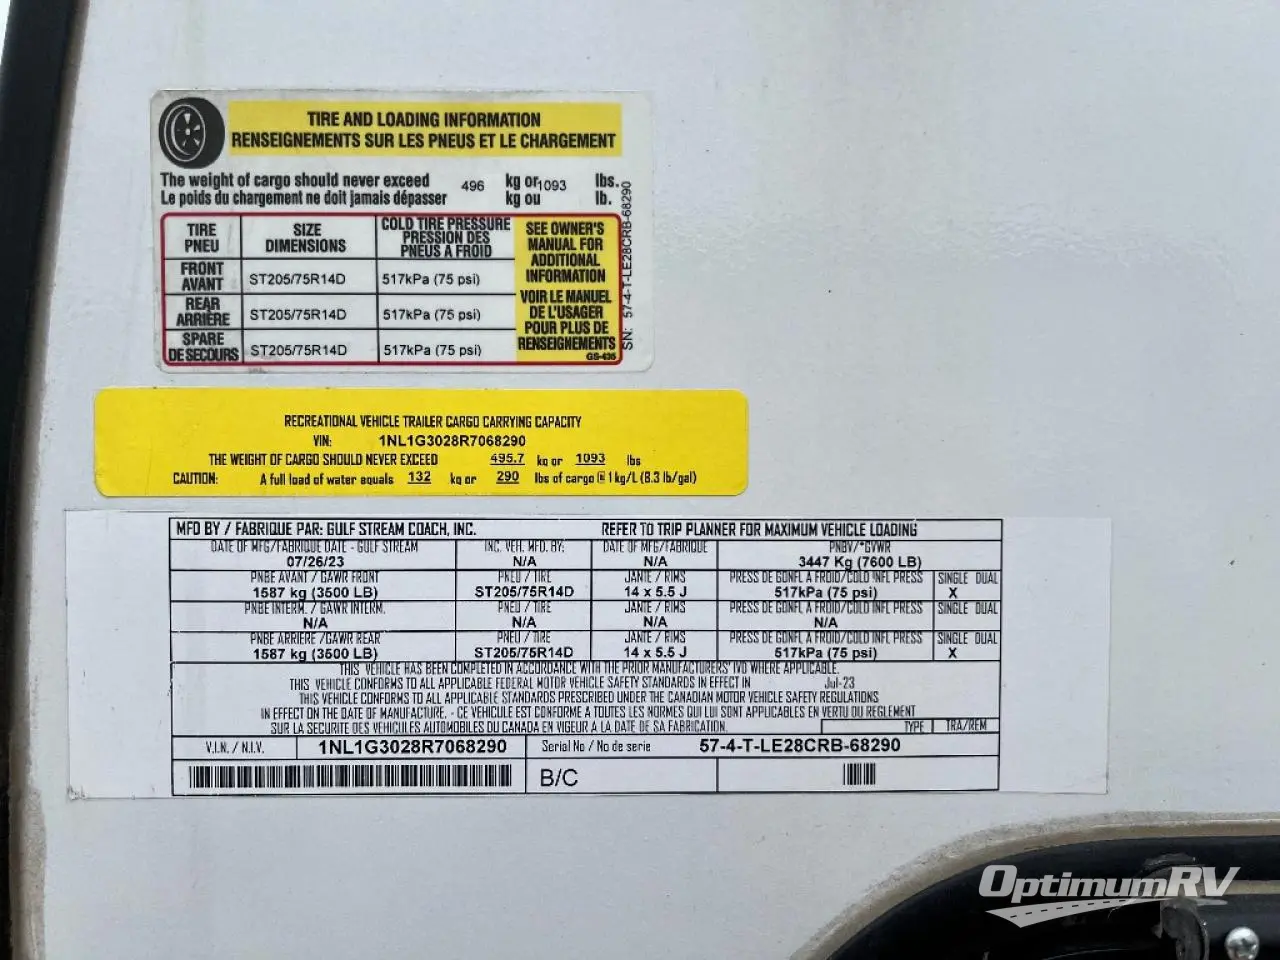 TIRE AND LOADING INFORMATION
RENSEIGNEMENTS SUR LES PNEUS ET LE CHARGEMENT
The weight of cargo should never exceed 496 kg or 1093 lbs.
Le poids du chargement ne doit jamais dépasser kg ou lb.
TIRE PNEU
SIZE DIMENSIONS
COLD TIRE PRESSURE PRESSION DES PNEUS A FROID
SEE OWNER'S MANUAL FOR ADDITIONAL INFORMATION
VOIR LE MANUEL DE L'USAGER POUR PLUS DE RENSEIGNEMENTS
GS-435
FRONT AVANT ST205/75R14D 517kPa (75 psi)
REAR ARRIÈRE ST205/75R14D 517kPa (75 psi)
SPARE DE SECOURS ST205/75R14D 517kPa (75 psi)
SN: 57-4-T-LE28CRB-68290
RECREATIONAL VEHICLE TRAILER CARGO CARRYING CAPACITY
VIN: 1NL1G3028R7068290
THE WEIGHT OF CARGO SHOULD NEVER EXCEED 495.7 kg or 1093 lbs
CAUTION: A full load of water equals 132 kg or 290 lbs of cargo @ 1 kg/L (8.3 lb/gal)
MFD BY / FABRIQUE PAR: GULF STREAM COACH, INC. REFER TO TRIP PLANNER FOR MAXIMUM VEHICLE LOADING
DATE OF MFG/FABRIQUE DATE - GULF STREAM INC. VEH. MFD. BY: DATE OF MFG/FABRIQUE PNBV/*GVWR
07/26/23 N/A N/A 3447 Kg (7600 LB)
PNBE AVANT / GAWR FRONT PNEU / TIRE JANTE / RIMS PRESS DE GONFL A FROID/COLD INFL PRESS SINGLE DUAL
1587 kg (3500 LB) ST205/75R14D 14 x 5.5 J 517kPa (75 psi) X
PNBE INTERM. / GAWR INTERM. PNEU / TIRE JANTE / RIMS PRESS DE GONFL A FROID/COLD INFL PRESS SINGLE DUAL
N/A N/A N/A N/A
PNBE ARRIERE /GAWR REAR PNEU / TIRE JANTE / RIMS PRESS DE GONFL A FROID/COLD INFL PRESS SINGLE DUAL
1587 kg (3500 LB) ST205/75R14D 14 x 5.5 J 517kPa (75 psi) X
THIS VEHICLE HAS BEEN COMPLETED IN ACCORDANCE WITH THE PRIOR MANUFACTURERS' IVD WHERE APPLICABLE.
THIS VEHICLE CONFORMS TO ALL APPLICABLE FEDERAL MOTOR VEHICLE SAFETY STANDARDS IN EFFECT IN Jul-23
THIS VEHICLE CONFORMS TO ALL APPLICABLE STANDARDS PRESCRIBED UNDER THE CANADIAN MOTOR VEHICLE SAFETY REGULATIONS
IN EFFECT ON THE DATE OF MANUFACTURE. - CE VEHICULE EST CONFORME A TOUTES LES NORMES QUI LUI SONT APPLICABLES EN VERTU DU REGLEMENT
SUR LA SECURITE DES VEHICULES AUTOMOBILES DU CANADA EN VIGEUR A LA DATE DE SA FABRICATION. TYPE TRA/REM
V.I.N. / N.I.V. 1NL1G3028R7068290 Serial No / No de serie 57-4-T-LE28CRB-68290
B/C
OptimumRV